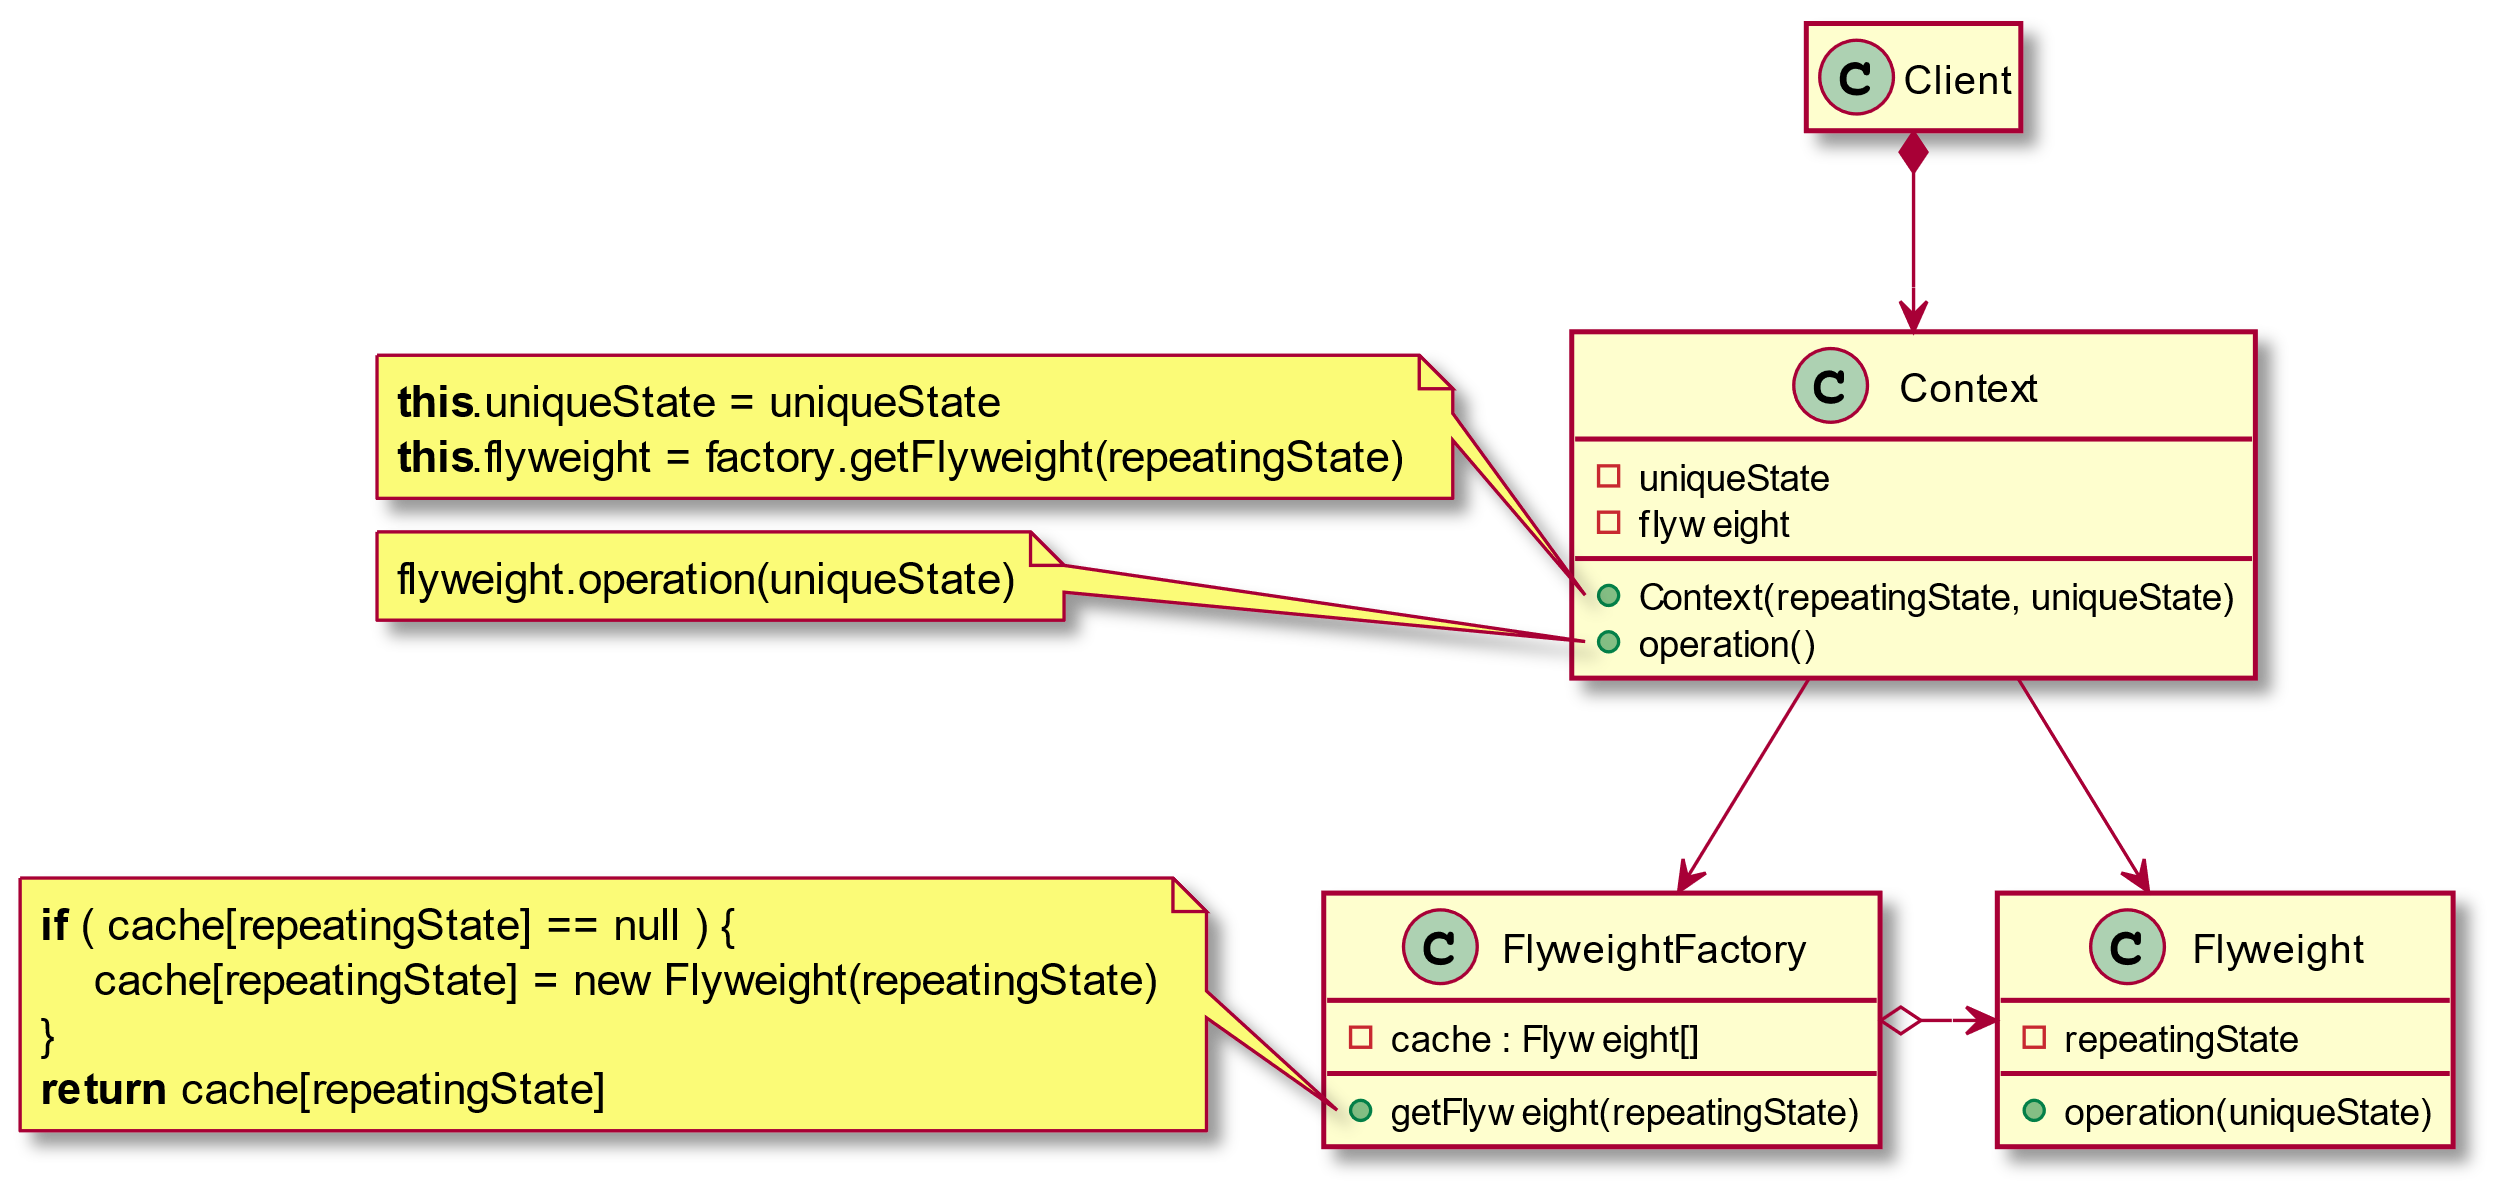 C Client
this.uniqueState = uniqueState
this.flyweight = factory.getFlyweight(repeatingState)
flyweight.operation(uniqueState)
C Context
uniqueState
flyweight
Context(repeatingState, uniqueState)
operation()
if ( cache[repeatingState] == null ) {
cache[repeatingState] = new Flyweight(repeatingState)
}
return cache[repeatingState]
C FlyweightFactory
cache : Flyweight[]
getFlyweight(repeatingState)
C Flyweight
repeatingState
operation(uniqueState)